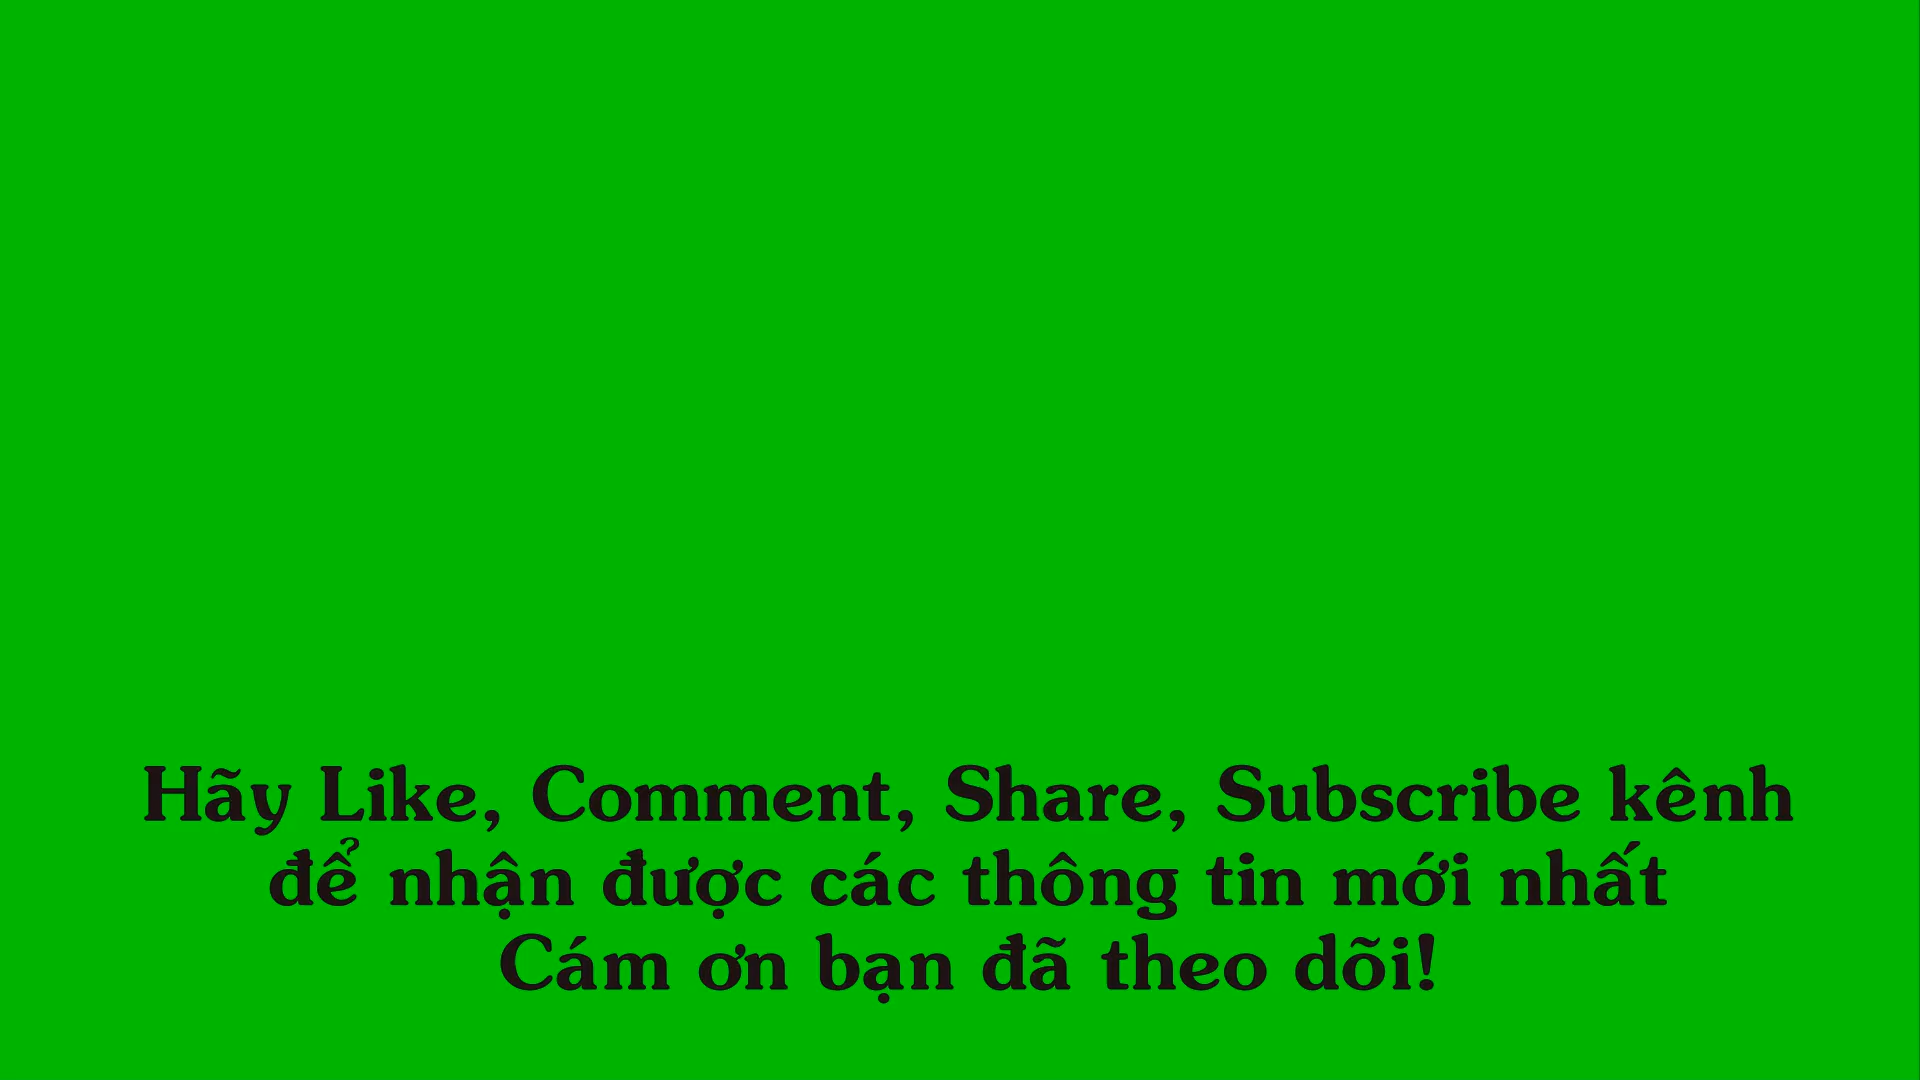 Hãy Like, Comment, Share, Subscribe kênh
để nhận được các thông tin mới nhất
Cám ơn bạn đã theo dõi!